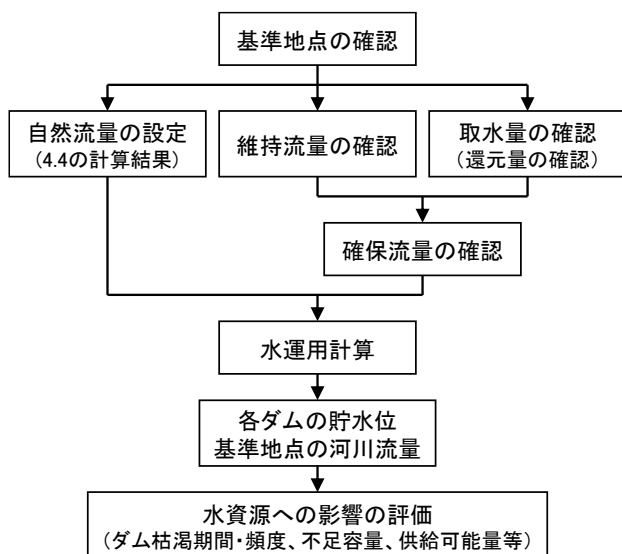 基準地点の確認
自然流量の設定
(4.4の計算結果)
維持流量の確認
取水量の確認
(還元量の確認)
確保流量の確認
水運用計算
各ダムの貯水位
基準地点の河川流量
水資源への影響の評価
(ダム枯渇期間・頻度、不足容量、供給可能量等)